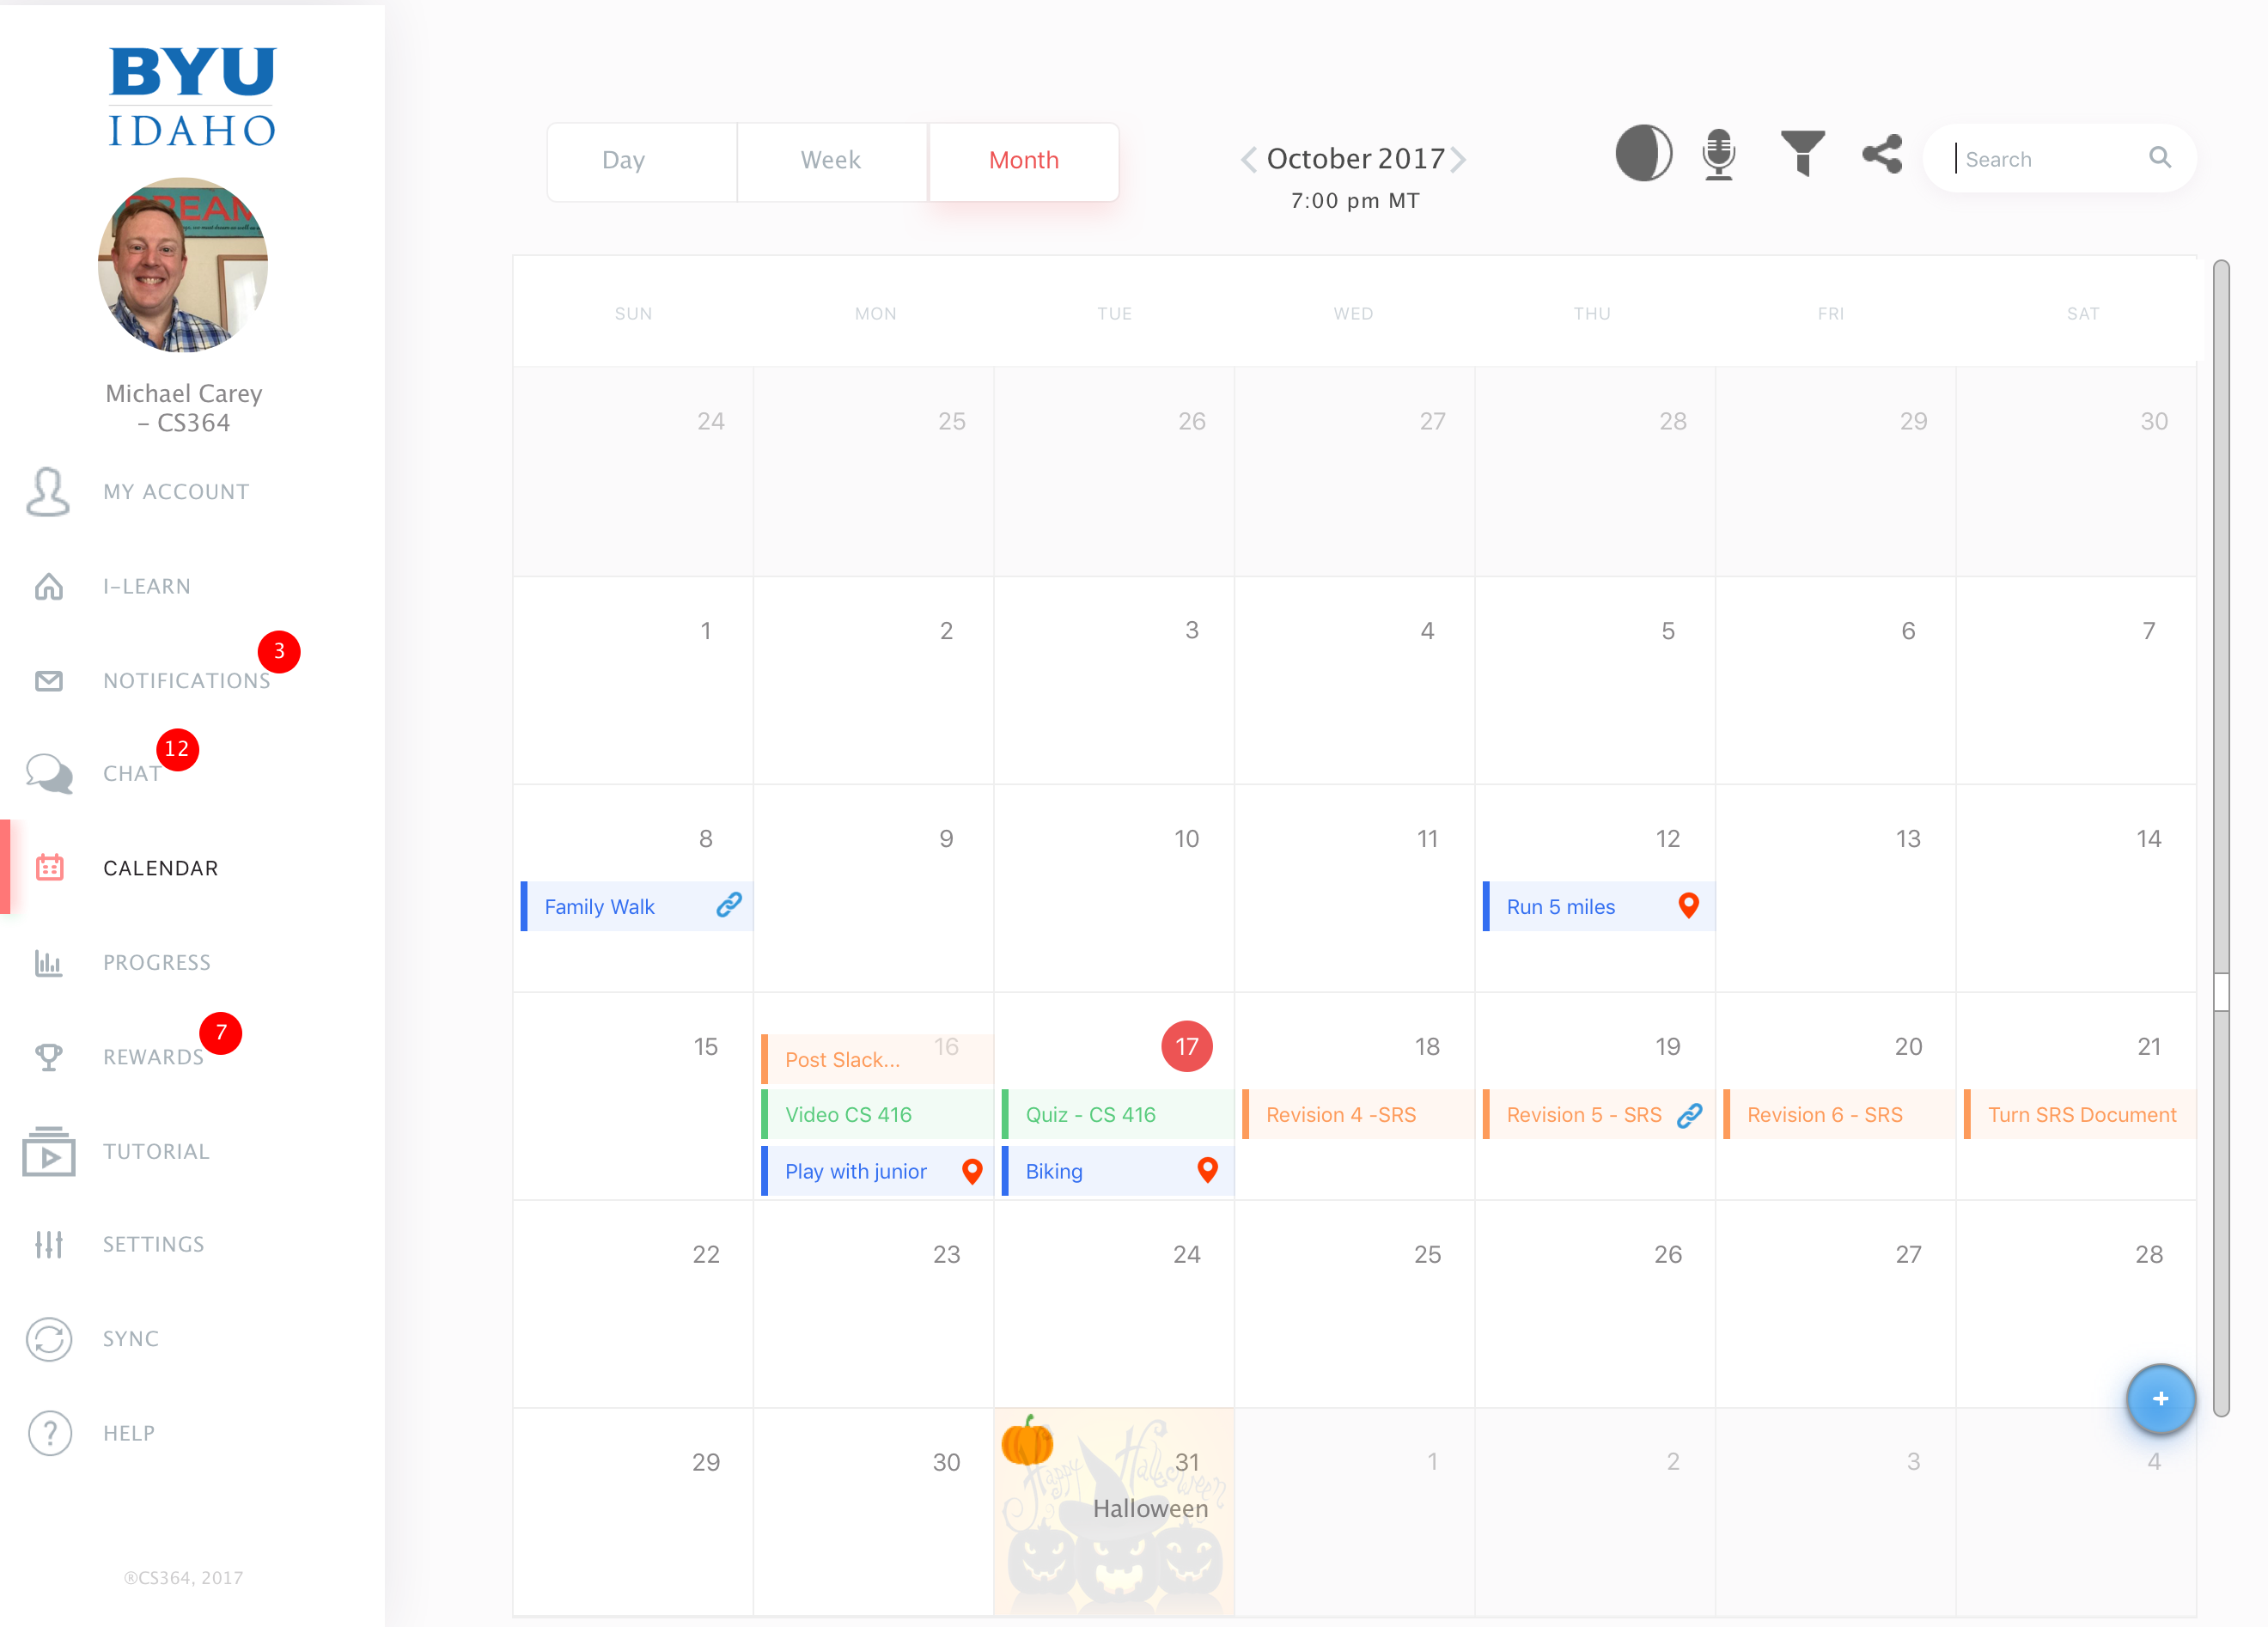 BYU
IDAHO
Michael Carey
– CS364
MY ACCOUNT
I-LEARN
3
NOTIFICATIONS
12
CHAT
CALENDAR
PROGRESS
7
REWARDS
TUTORIAL
SETTINGS
SYNC
HELP
®CS364, 2017
Day
Week
Month
October 2017
7:00 pm MT
Search
SUN MON TUE WED THU FRI SAT
24 25 26 27 28 29 30
1 2 3 4 5 6 7
8 9 10 11 12 13 14
Family Walk
Run 5 miles
15 16 17 18 19 20 21
Post Slack...
Video CS 416
Quiz - CS 416
Revision 4 -SRS
Revision 5 - SRS
Revision 6 - SRS
Turn SRS Document
Play with junior
Biking
22 23 24 25 26 27 28
+
29 30 31 1 2 3 4
Happy Halloween
Halloween